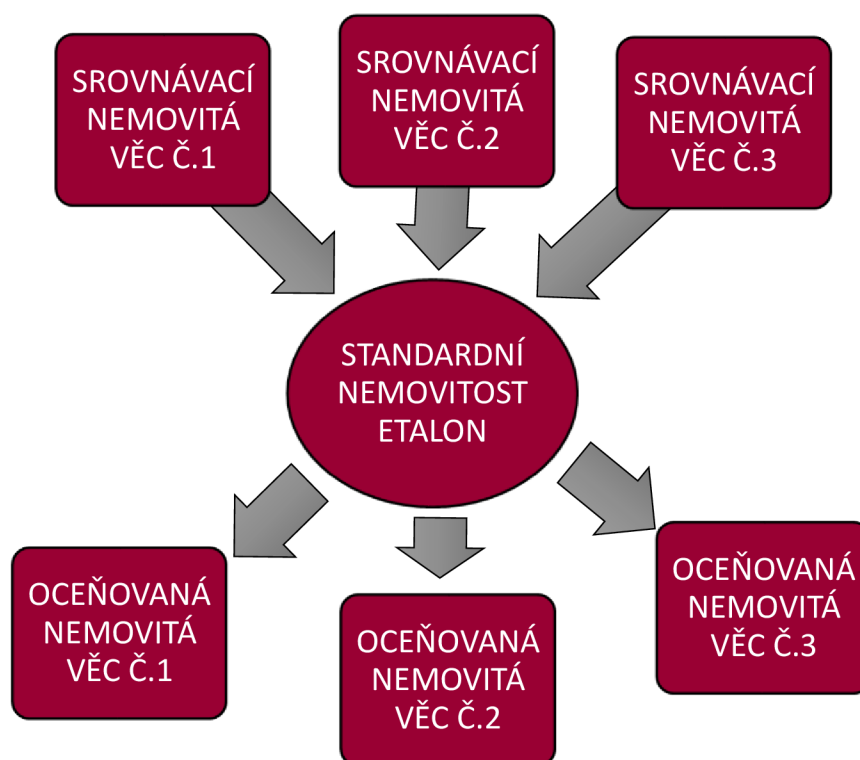 SROVNÁVACÍ
NEMOVITÁ
VĚC Č.1
SROVNÁVACÍ
NEMOVITÁ
VĚC Č.2
SROVNÁVACÍ
NEMOVITÁ
VĚC Č.3
STANDARDNÍ
NEMOVITOST
ETALON
OCEŇOVANÁ
NEMOVITÁ
VĚC Č.1
OCEŇOVANÁ
NEMOVITÁ
VĚC Č.2
OCEŇOVANÁ
NEMOVITÁ
VĚC Č.3